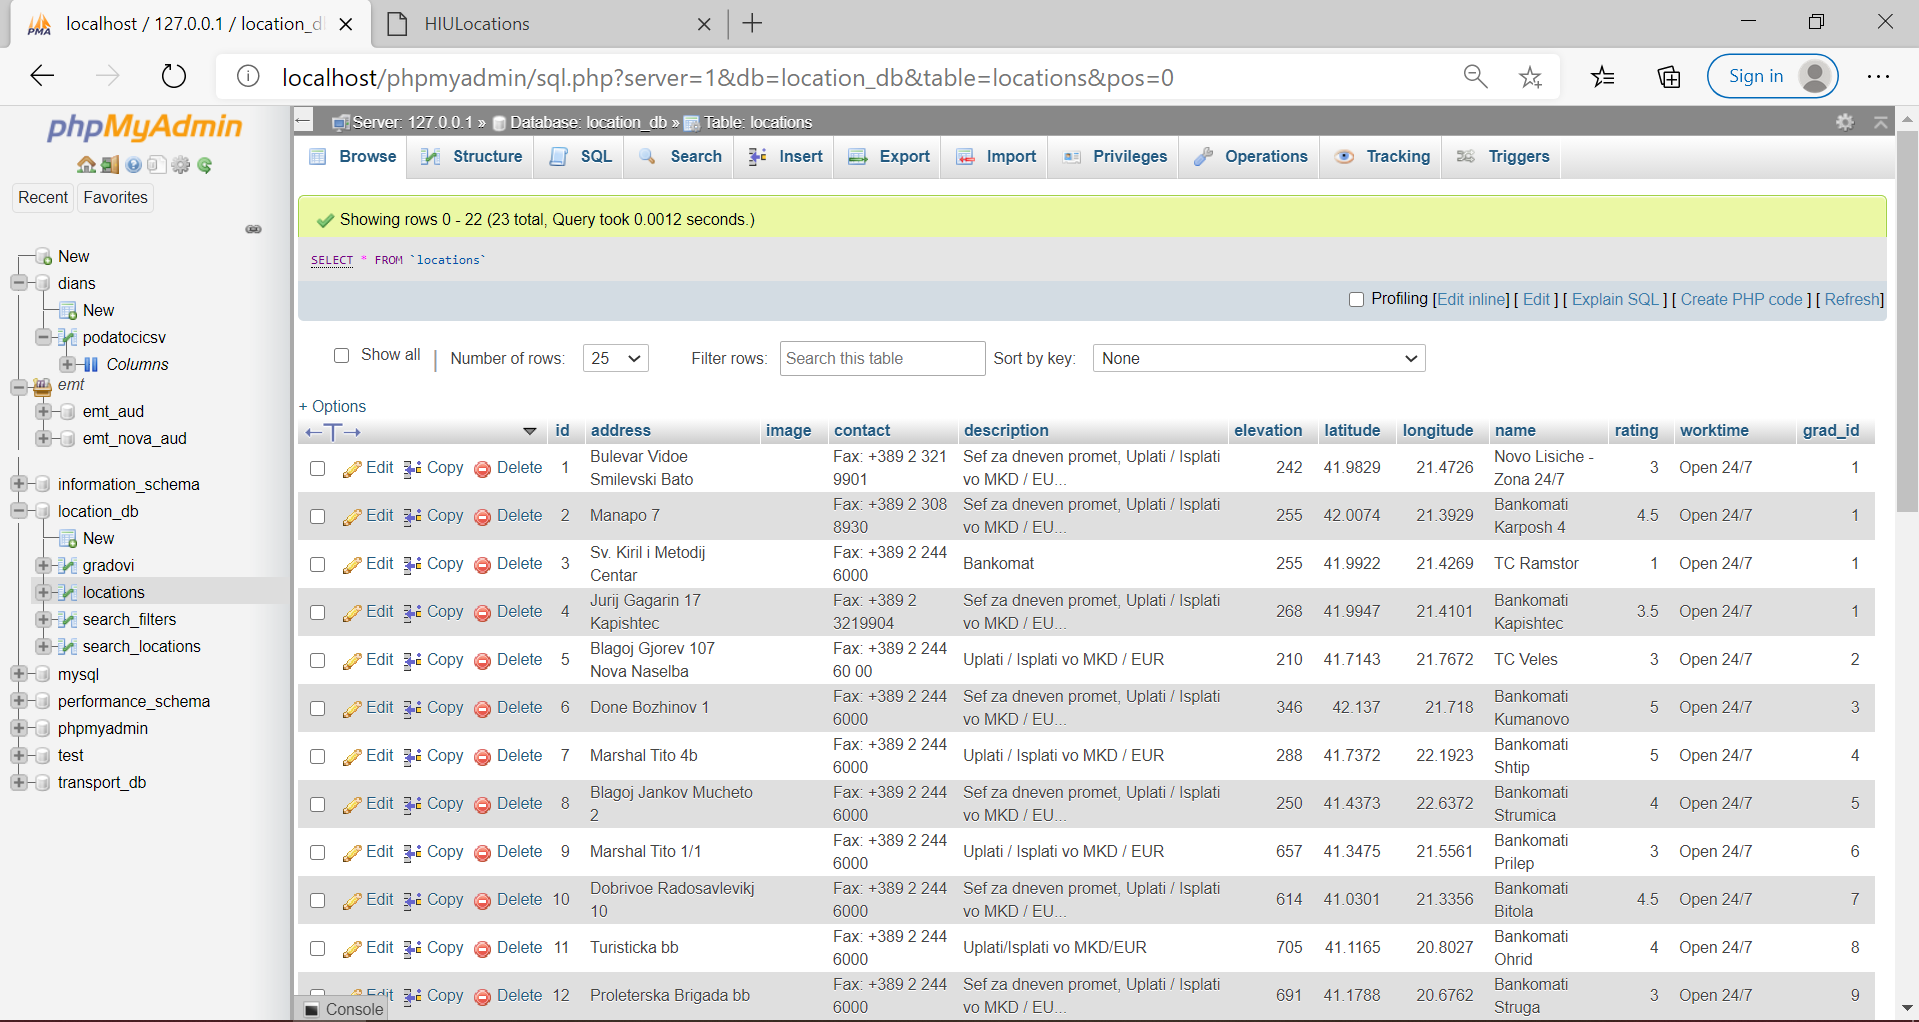 localhost / 127.0.0.1 / location_d
HIULocations
localhost/phpmyadmin/sql.php?server=1&db=location_db&table=locations&pos=0
Sign in
phpMyAdmin
Recent
Favorites
New
dians
New
podatocicsv
Columns
emt
emt_aud
emt_nova_aud
information_schema
location_db
New
gradovi
locations
search_filters
search_locations
mysql
performance_schema
phpmyadmin
test
transport_db
Server: 127.0.0.1 » Database: location_db » Table: locations
Browse Structure SQL Search Insert Export Import Privileges Operations Tracking Triggers
Showing rows 0 - 22 (23 total, Query took 0.0012 seconds.)
SELECT * FROM `locations`
Profiling [Edit inline] [ Edit ] [ Explain SQL ] [ Create PHP code ] [ Refresh]
Show all | Number of rows: 25 Filter rows: Search this table Sort by key: None
+ Options
←T→ id address image contact description elevation latitude longitude name rating worktime grad_id
Edit Copy Delete 1 Bulevar Vidoe Smilevski Bato Fax: +389 2 321 9901 Sef za dneven promet, Uplati / Isplati vo MKD / EU... 242 41.9829 21.4726 Novo Lisiche - Zona 24/7 3 Open 24/7 1
Edit Copy Delete 2 Manapo 7 Fax: +389 2 308 8930 Sef za dneven promet, Uplati / Isplati vo MKD / EU... 255 42.0074 21.3929 Bankomati Karposh 4 4.5 Open 24/7 1
Edit Copy Delete 3 Sv. Kiril i Metodij Centar Fax: +389 2 244 6000 Bankomat 255 41.9922 21.4269 TC Ramstor 1 Open 24/7 1
Edit Copy Delete 4 Jurij Gagarin 17 Kapishtec Fax: +389 2 3219904 Sef za dneven promet, Uplati / Isplati vo MKD / EU... 268 41.9947 21.4101 Bankomati Kapishtec 3.5 Open 24/7 1
Edit Copy Delete 5 Blagoj Gjorev 107 Nova Naselba Fax: +389 2 244 60 00 Uplati / Isplati vo MKD / EUR 210 41.7143 21.7672 TC Veles 3 Open 24/7 2
Edit Copy Delete 6 Done Bozhinov 1 Fax: +389 2 244 6000 Sef za dneven promet, Uplati / Isplati vo MKD / EU... 346 42.137 21.718 Bankomati Kumanovo 5 Open 24/7 3
Edit Copy Delete 7 Marshal Tito 4b Fax: +389 2 244 6000 Uplati / Isplati vo MKD / EUR 288 41.7372 22.1923 Bankomati Shtip 5 Open 24/7 4
Edit Copy Delete 8 Blagoj Jankov Mucheto 2 Fax: +389 2 244 6000 Sef za dneven promet, Uplati / Isplati vo MKD / EU... 250 41.4373 22.6372 Bankomati Strumica 4 Open 24/7 5
Edit Copy Delete 9 Marshal Tito 1/1 Fax: +389 2 244 6000 Uplati / Isplati vo MKD / EUR 657 41.3475 21.5561 Bankomati Prilep 3 Open 24/7 6
Edit Copy Delete 10 Dobrivoe Radosavlevikj 10 Fax: +389 2 244 6000 Sef za dneven promet, Uplati / Isplati vo MKD / EU... 614 41.0301 21.3356 Bankomati Bitola 4.5 Open 24/7 7
Edit Copy Delete 11 Turisticka bb Fax: +389 2 244 6000 Uplati/Isplati vo MKD/EUR 705 41.1165 20.8027 Bankomati Ohrid 4 Open 24/7 8
Edit Copy Delete 12 Proleterska Brigada bb Fax: +389 2 244 6000 Sef za dneven promet, Uplati / Isplati vo MKD / EU... 691 41.1788 20.6762 Bankomati Struga 3 Open 24/7 9
Console